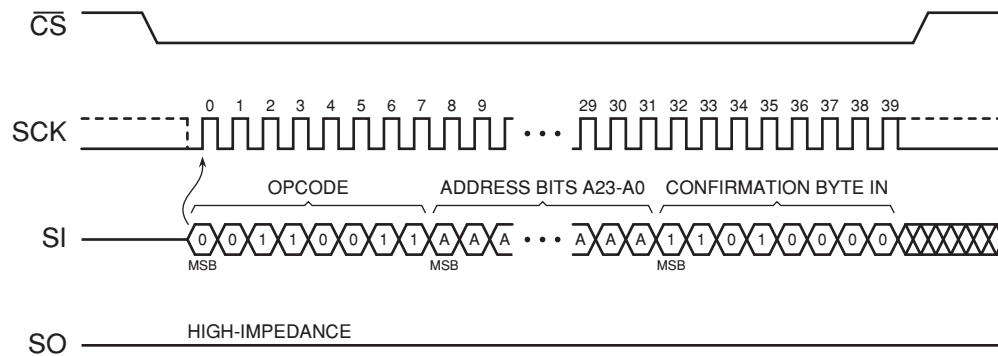 CS
0 1 2 3 4 5 6 7 8 9 29 30 31 32 33 34 35 36 37 38 39
SCK
OPCODE ADDRESS BITS A23-A0 CONFIRMATION BYTE IN
SI 0 0 1 1 0 0 1 1 A A A A A A 1 1 0 1 0 0 0 0
MSB MSB MSB
HIGH-IMPEDANCE
SO